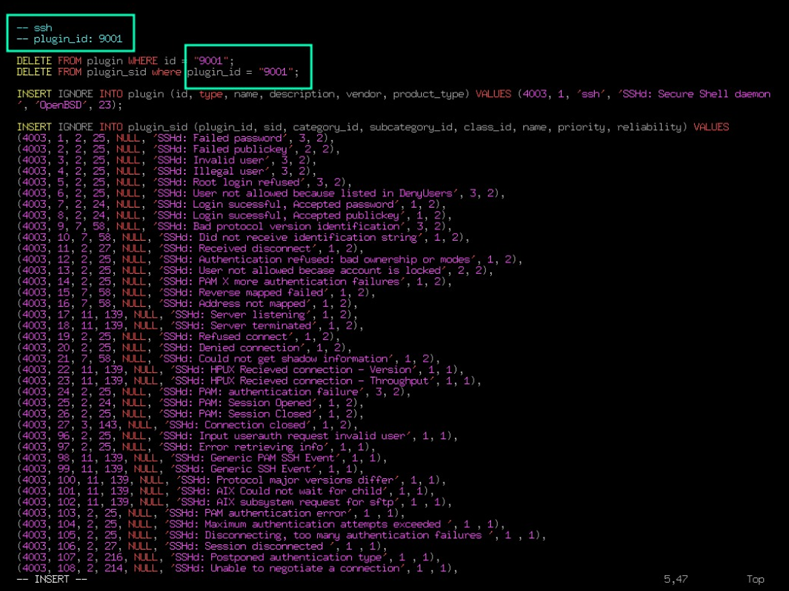 -- ssh
-- plugin_id: 9001
DELETE FROM plugin WHERE id = "9001";
DELETE FROM plugin_sid where plugin_id = "9001";
INSERT IGNORE INTO plugin (id, type, name, description, vendor, product_type) VALUES (4003, 1, 'ssh', 'SSHd: Secure Shell daemon
', 'OpenBSD', 23);
INSERT IGNORE INTO plugin_sid (plugin_id, sid, category_id, subcategory_id, class_id, name, priority, reliability) VALUES
(4003, 1, 2, 25, NULL, 'SSHd: Failed password', 3, 2),
(4003, 2, 2, 25, NULL, 'SSHd: Failed publickey', 2, 2),
(4003, 3, 2, 25, NULL, 'SSHd: Invalid user', 3, 2),
(4003, 4, 2, 25, NULL, 'SSHd: Illegal user', 3, 2),
(4003, 5, 2, 25, NULL, 'SSHd: Root login refused', 3, 2),
(4003, 6, 2, 25, NULL, 'SSHd: User not allowed because listed in DenyUsers', 3, 2),
(4003, 7, 2, 24, NULL, 'SSHd: Login sucessful, Accepted password', 1, 2),
(4003, 8, 2, 24, NULL, 'SSHd: Login sucessful, Accepted publickey', 1, 2),
(4003, 9, 7, 58, NULL, 'SSHd: Bad protocol version identification', 3, 2),
(4003, 10, 7, 58, NULL, 'SSHd: Did not receive identification string', 1, 2),
(4003, 11, 2, 27, NULL, 'SSHd: Received disconnect', 1, 2),
(4003, 12, 2, 25, NULL, 'SSHd: Authentication refused: bad ownership or modes', 1, 2),
(4003, 13, 2, 25, NULL, 'SSHd: User not allowed becase account is locked', 2, 2),
(4003, 14, 2, 25, NULL, 'SSHd: PAM X more authentication failures', 1, 2),
(4003, 15, 7, 58, NULL, 'SSHd: Reverse mapped failed', 1, 2),
(4003, 16, 7, 58, NULL, 'SSHd: Address not mapped', 1, 2),
(4003, 17, 11, 139, NULL, 'SSHd: Server listening', 1, 2),
(4003, 18, 11, 139, NULL, 'SSHd: Server terminated', 1, 2),
(4003, 19, 2, 25, NULL, 'SSHd: Refused connect', 1, 2),
(4003, 20, 2, 25, NULL, 'SSHd: Denied connection', 1, 2),
(4003, 21, 7, 58, NULL, 'SSHd: Could not get shadow information', 1, 2),
(4003, 22, 11, 139, NULL, 'SSHd: HPUX Recieved connection - Version', 1, 1),
(4003, 23, 11, 139, NULL, 'SSHd: HPUX Recieved connection - Throughput', 1, 1),
(4003, 24, 2, 25, NULL, 'SSHd: PAM: authentication failure', 3, 2),
(4003, 25, 2, 24, NULL, 'SSHd: PAM: Session Opened', 1, 2),
(4003, 26, 2, 25, NULL, 'SSHd: PAM: Session Closed', 1, 2),
(4003, 27, 3, 143, NULL, 'SSHd: Connection closed', 1, 2),
(4003, 96, 2, 25, NULL, 'SSHd: Input userauth request invalid user', 1, 1),
(4003, 97, 2, 25, NULL, 'SSHd: Error retrieving info', 1, 1),
(4003, 98, 11, 139, NULL, 'SSHd: Generic PAM SSH Event', 1, 1),
(4003, 99, 11, 139, NULL, 'SSHd: Generic SSH Event', 1, 1),
(4003, 100, 11, 139, NULL, 'SSHd: Protocol major versions differ', 1, 1),
(4003, 101, 11, 139, NULL, 'SSHd: AIX Could not wait for child', 1, 1),
(4003, 102, 11, 139, NULL, 'SSHd: AIX subsystem request for sftp', 1, 1),
(4003, 103, 2, 25, NULL, 'SSHd: PAM authentication error', 1 , 1),
(4003, 104, 2, 25, NULL, 'SSHd: Maximum authentication attempts exceeded ', 1 , 1),
(4003, 105, 2, 25, NULL, 'SSHd: Disconnecting, too many authentication failures ', 1 , 1),
(4003, 106, 2, 27, NULL, 'SSHd: Session disconnected ', 1 , 1),
(4003, 107, 2, 216, NULL, 'SSHd: Postponed authentication type', 1 , 1),
(4003, 108, 2, 214, NULL, 'SSHd: Unable to negotiate a connection', 1 , 1),
-- INSERT -- 5,47 Top